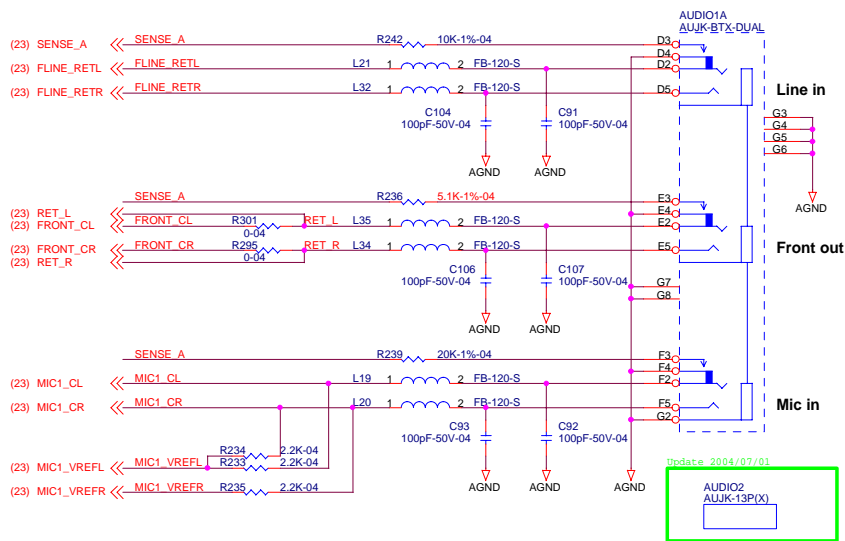 AUDIO1A
AUJK-BTX-DUAL
(23) SENSE_A SENSE_A R242 10K-1%-04 D3
D4
(23) FLINE_RETL FLINE_RETL L21 1 2 FB-120-S D2
(23) FLINE_RETR FLINE_RETR L32 1 2 FB-120-S D5
Line in
C104
100pF-50V-04
C91
100pF-50V-04
G3
G4
G5
G6
AGND
AGND
AGND
SENSE_A R236 5.1K-1%-04 E3
(23) RET_L E4
(23) FRONT_CL FRONT_CL R301 RET_L L35 1 2 FB-120-S E2
0-04
(23) FRONT_CR FRONT_CR R295 RET_R L34 1 2 FB-120-S E5
(23) RET_R 0-04
Front out
C106
100pF-50V-04
C107
100pF-50V-04
G7
G8
AGND
AGND
SENSE_A R239 20K-1%-04 F3
F4
(23) MIC1_CL MIC1_CL L19 1 2 FB-120-S F2
(23) MIC1_CR MIC1_CR L20 1 2 FB-120-S F5
Mic in
G2
C93
100pF-50V-04
C92
100pF-50V-04
R234 2.2K-04
(23) MIC1_VREFL MIC1_VREFL R233 2.2K-04
(23) MIC1_VREFR MIC1_VREFR R235 2.2K-04
AGND
AGND
AGND
Update 2004/07/01
AUDIO2
AUJK-13P(X)